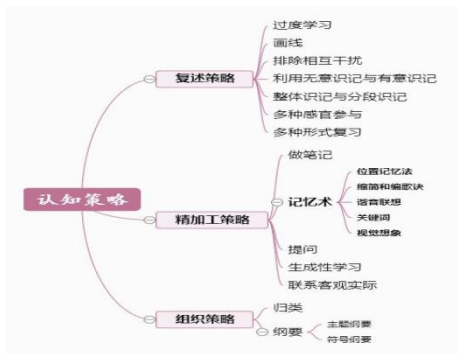 认知策略
复述策略
过度学习
画线
排除相互干扰
利用无意识记与有意识记
整体识记与分段识记
多种感官参与
多种形式复习
精加工策略
做笔记
记忆术
位置记忆法
缩简和编歌诀
谐音联想
关键词
视觉想象
提问
生成性学习
联系客观实际
组织策略
归类
纲要
主题纲要
符号纲要